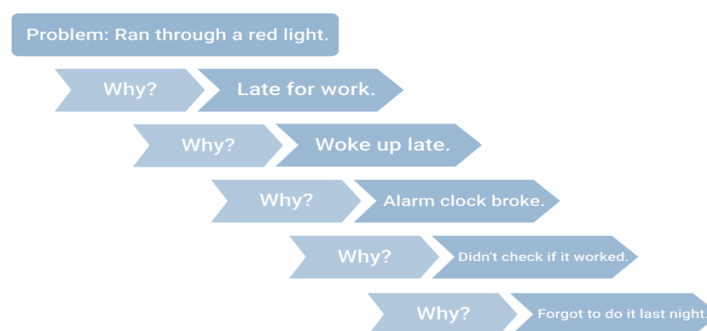 Problem: Ran through a red light.
Why? Late for work.
Why? Woke up late.
Why? Alarm clock broke.
Why? Didn't check if it worked.
Why? Forgot to do it last night.